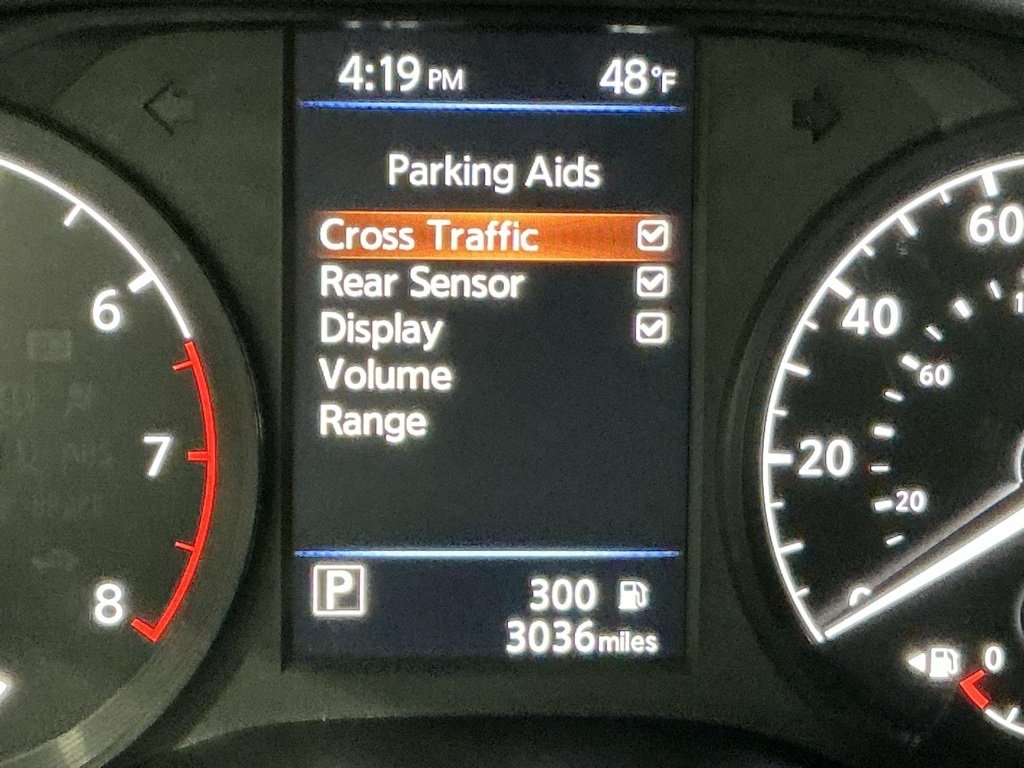 4:19 PM 48°F
Parking Aids
Cross Traffic
Rear Sensor
Display
Volume
Range
P 300
3036 miles
6
7
8
60
40
20
60
20
0